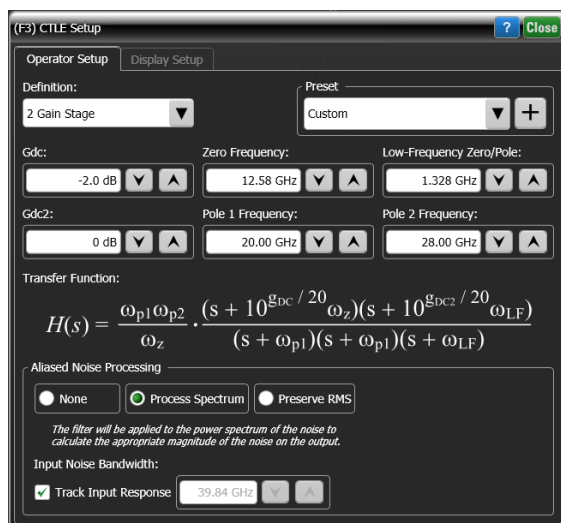 (F3) CTLE Setup ? Close
Operator Setup Display Setup
Definition: Preset
2 Gain Stage Custom +
Gdc: Zero Frequency: Low-Frequency Zero/Pole:
-2.0 dB 12.58 GHz 1.328 GHz
Gdc2: Pole 1 Frequency: Pole 2 Frequency:
0 dB 20.00 GHz 28.00 GHz
Transfer Function:
H(s) = ωp1ωp2 / ωz · (s + 10^(gDC / 20)ωz)(s + 10^(gDC2 / 20)ωLF) / (s + ωp1)(s + ωp1)(s + ωLF)
Aliased Noise Processing
None Process Spectrum Preserve RMS
The filter will be applied to the power spectrum of the noise to
calculate the appropriate magnitude of the noise on the output.
Input Noise Bandwidth:
Track Input Response 39.84 GHz